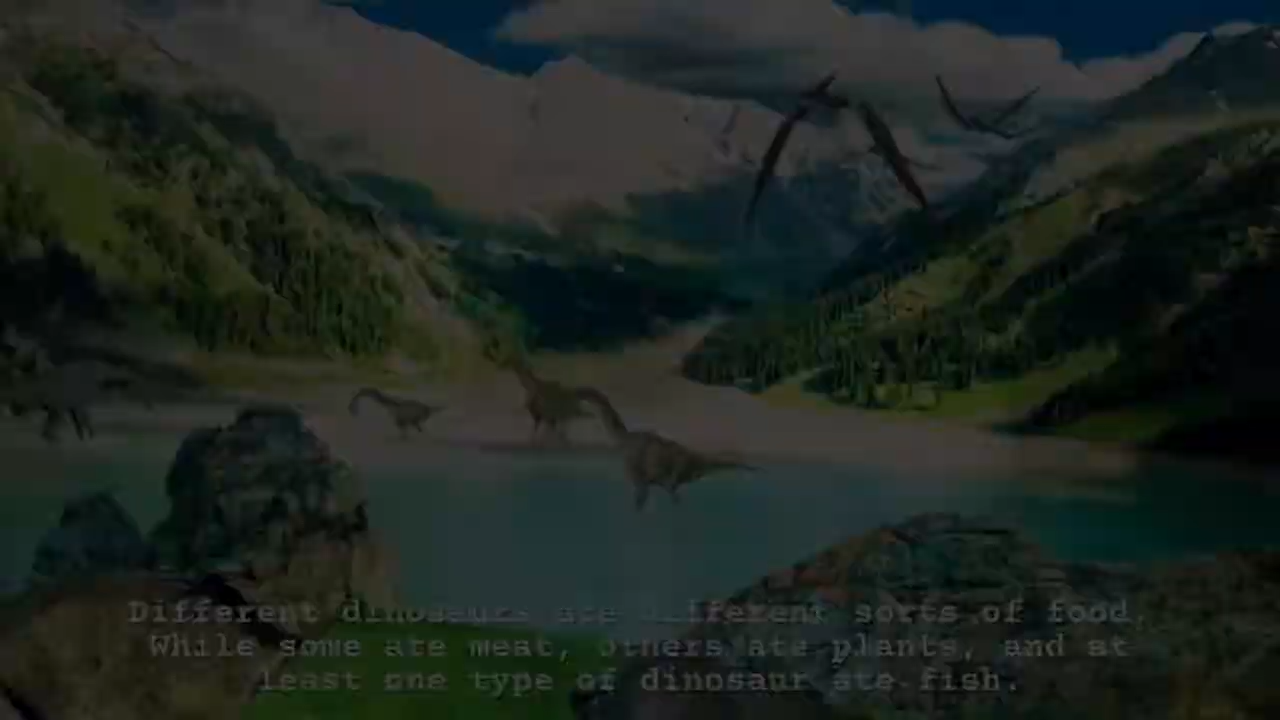 Different dinosaurs ate different sorts of food.
While some ate meat, others ate plants, and at
least one type of dinosaur ate fish.